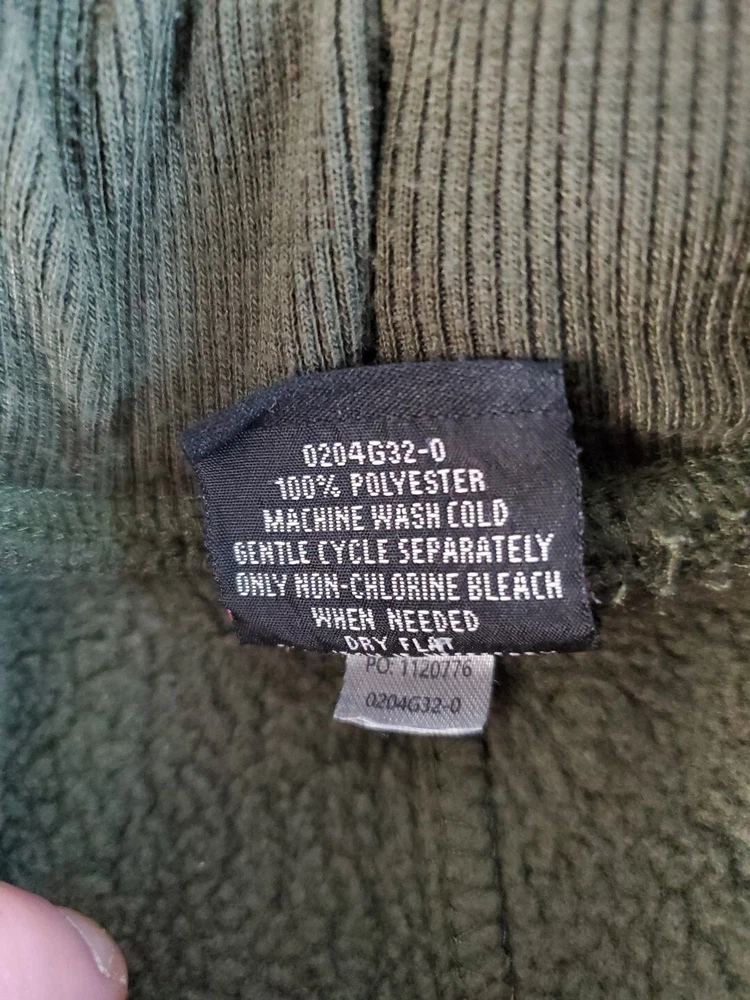 0204G32-0
100% POLYESTER
MACHINE WASH COLD
GENTLE CYCLE SEPARATELY
ONLY NON-CHLORINE BLEACH
WHEN NEEDED
DRY FLAT
PO: 1120776
0204G32-0